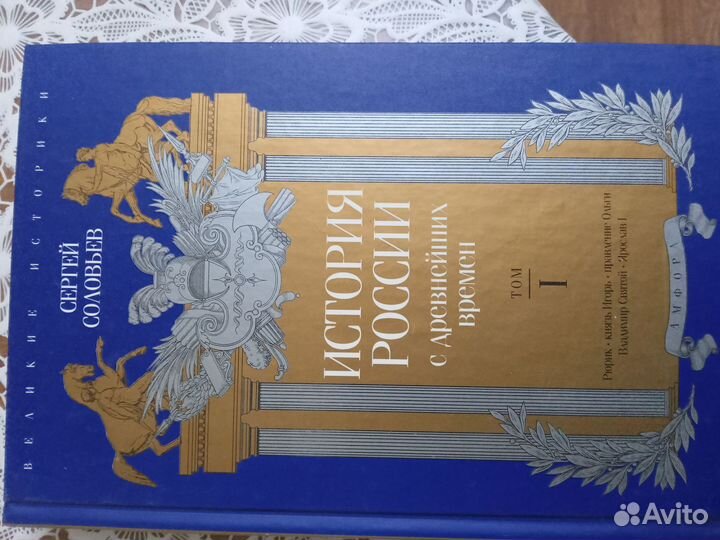 ВЕЛИКИЕ ИСТОРИКИ
СЕРГЕЙ
СОЛОВЬЕВ
ИСТОРИЯ
РОССИИ
с древнейших
времен
ТОМ
I
Рюрик • князь Игорь • правление Ольги
Владимир Святой • Ярослав I
АМФОРА
Avito